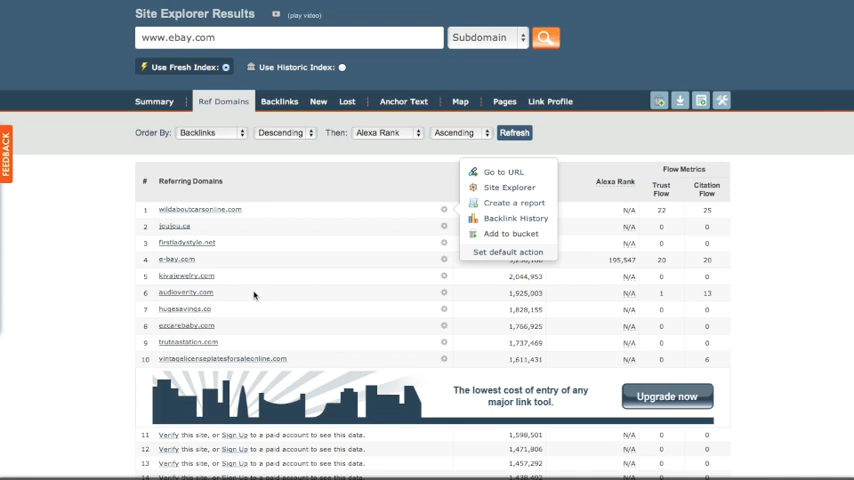 Site Explorer Results (play video)
www.ebay.com Subdomain
Use Fresh Index: Use Historic Index:
Summary Ref Domains Backlinks New Lost Anchor Text Map Pages Link Profile
FEEDBACK
Order By: Backlinks Descending Then: Alexa Rank Ascending Refresh
Flow Metrics
# Referring Domains Alexa Rank Trust Flow Citation Flow
Go to URL
Site Explorer
Create a report
Backlink History
Add to bucket
Set default action
1 wildaboutcarsonline.com N/A 22 25
2 joujou.ca N/A 0 0
3 firstladystyle.net N/A 0 0
4 e-bay.com 195,547 20 20
5 kivajewelry.com 2,044,953 N/A 0 0
6 audioverity.com 1,925,003 N/A 1 13
7 hugesavings.co 1,828,155 N/A 0 0
8 ezcarebaby.com 1,766,925 N/A 0 0
9 truteastation.com 1,737,469 N/A 0 0
10 vintagelicenseplatesforsaleonline.com 1,611,431 N/A 0 6
The lowest cost of entry of any
major link tool.
Upgrade now
11 Verify this site, or Sign Up to a paid account to see this data. 1,598,501 N/A 0 0
12 Verify this site, or Sign Up to a paid account to see this data. 1,471,806 N/A 0 0
13 Verify this site, or Sign Up to a paid account to see this data. 1,457,292 N/A 0 0